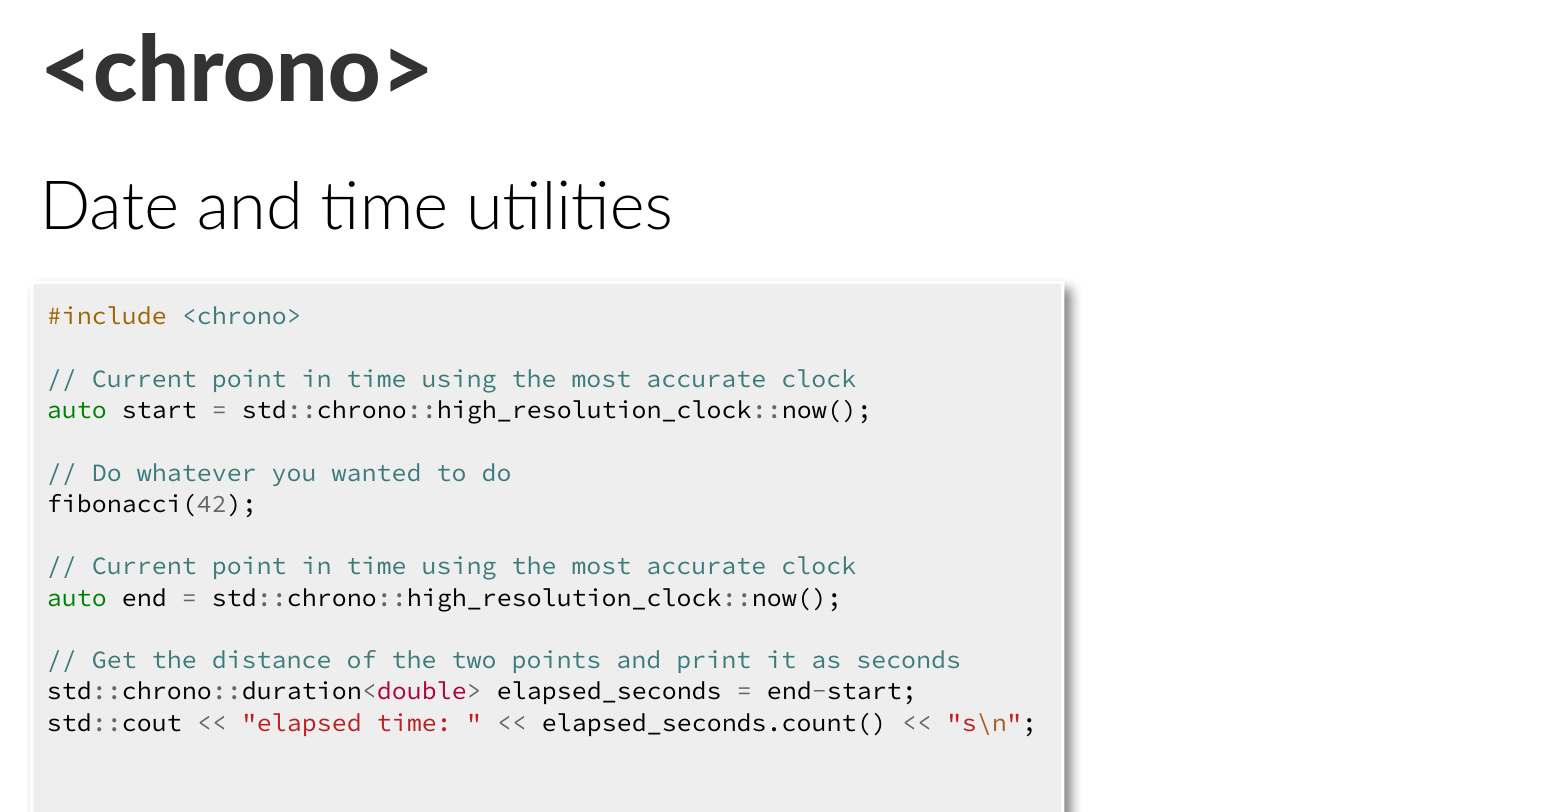 <chrono>
Date and time utilities
#include <chrono>
// Current point in time using the most accurate clock
auto start = std::chrono::high_resolution_clock::now();
// Do whatever you wanted to do
fibonacci(42);
// Current point in time using the most accurate clock
auto end = std::chrono::high_resolution_clock::now();
// Get the distance of the two points and print it as seconds
std::chrono::duration<double> elapsed_seconds = end-start;
std::cout << "elapsed time: " << elapsed_seconds.count() << "s\n";